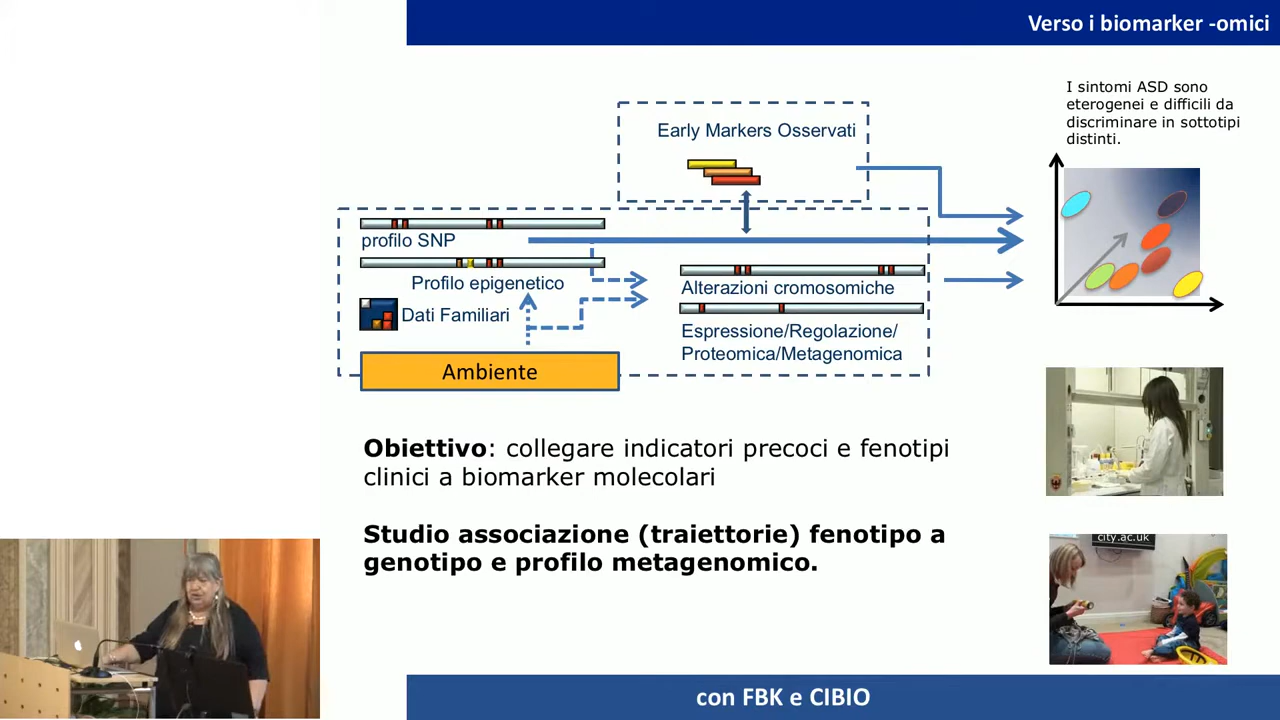 Verso i biomarker -omici
I sintomi ASD sono
eterogenei e difficili da
discriminare in sottotipi
distinti.
Early Markers Osservati
profilo SNP
Profilo epigenetico
Dati Familiari
Ambiente
Alterazioni cromosomiche
Espressione/Regolazione/
Proteomica/Metagenomica
Obiettivo: collegare indicatori precoci e fenotipi
clinici a biomarker molecolari
Studio associazione (traiettorie) fenotipo a
genotipo e profilo metagenomico.
city.ac.uk
con FBK e CIBIO